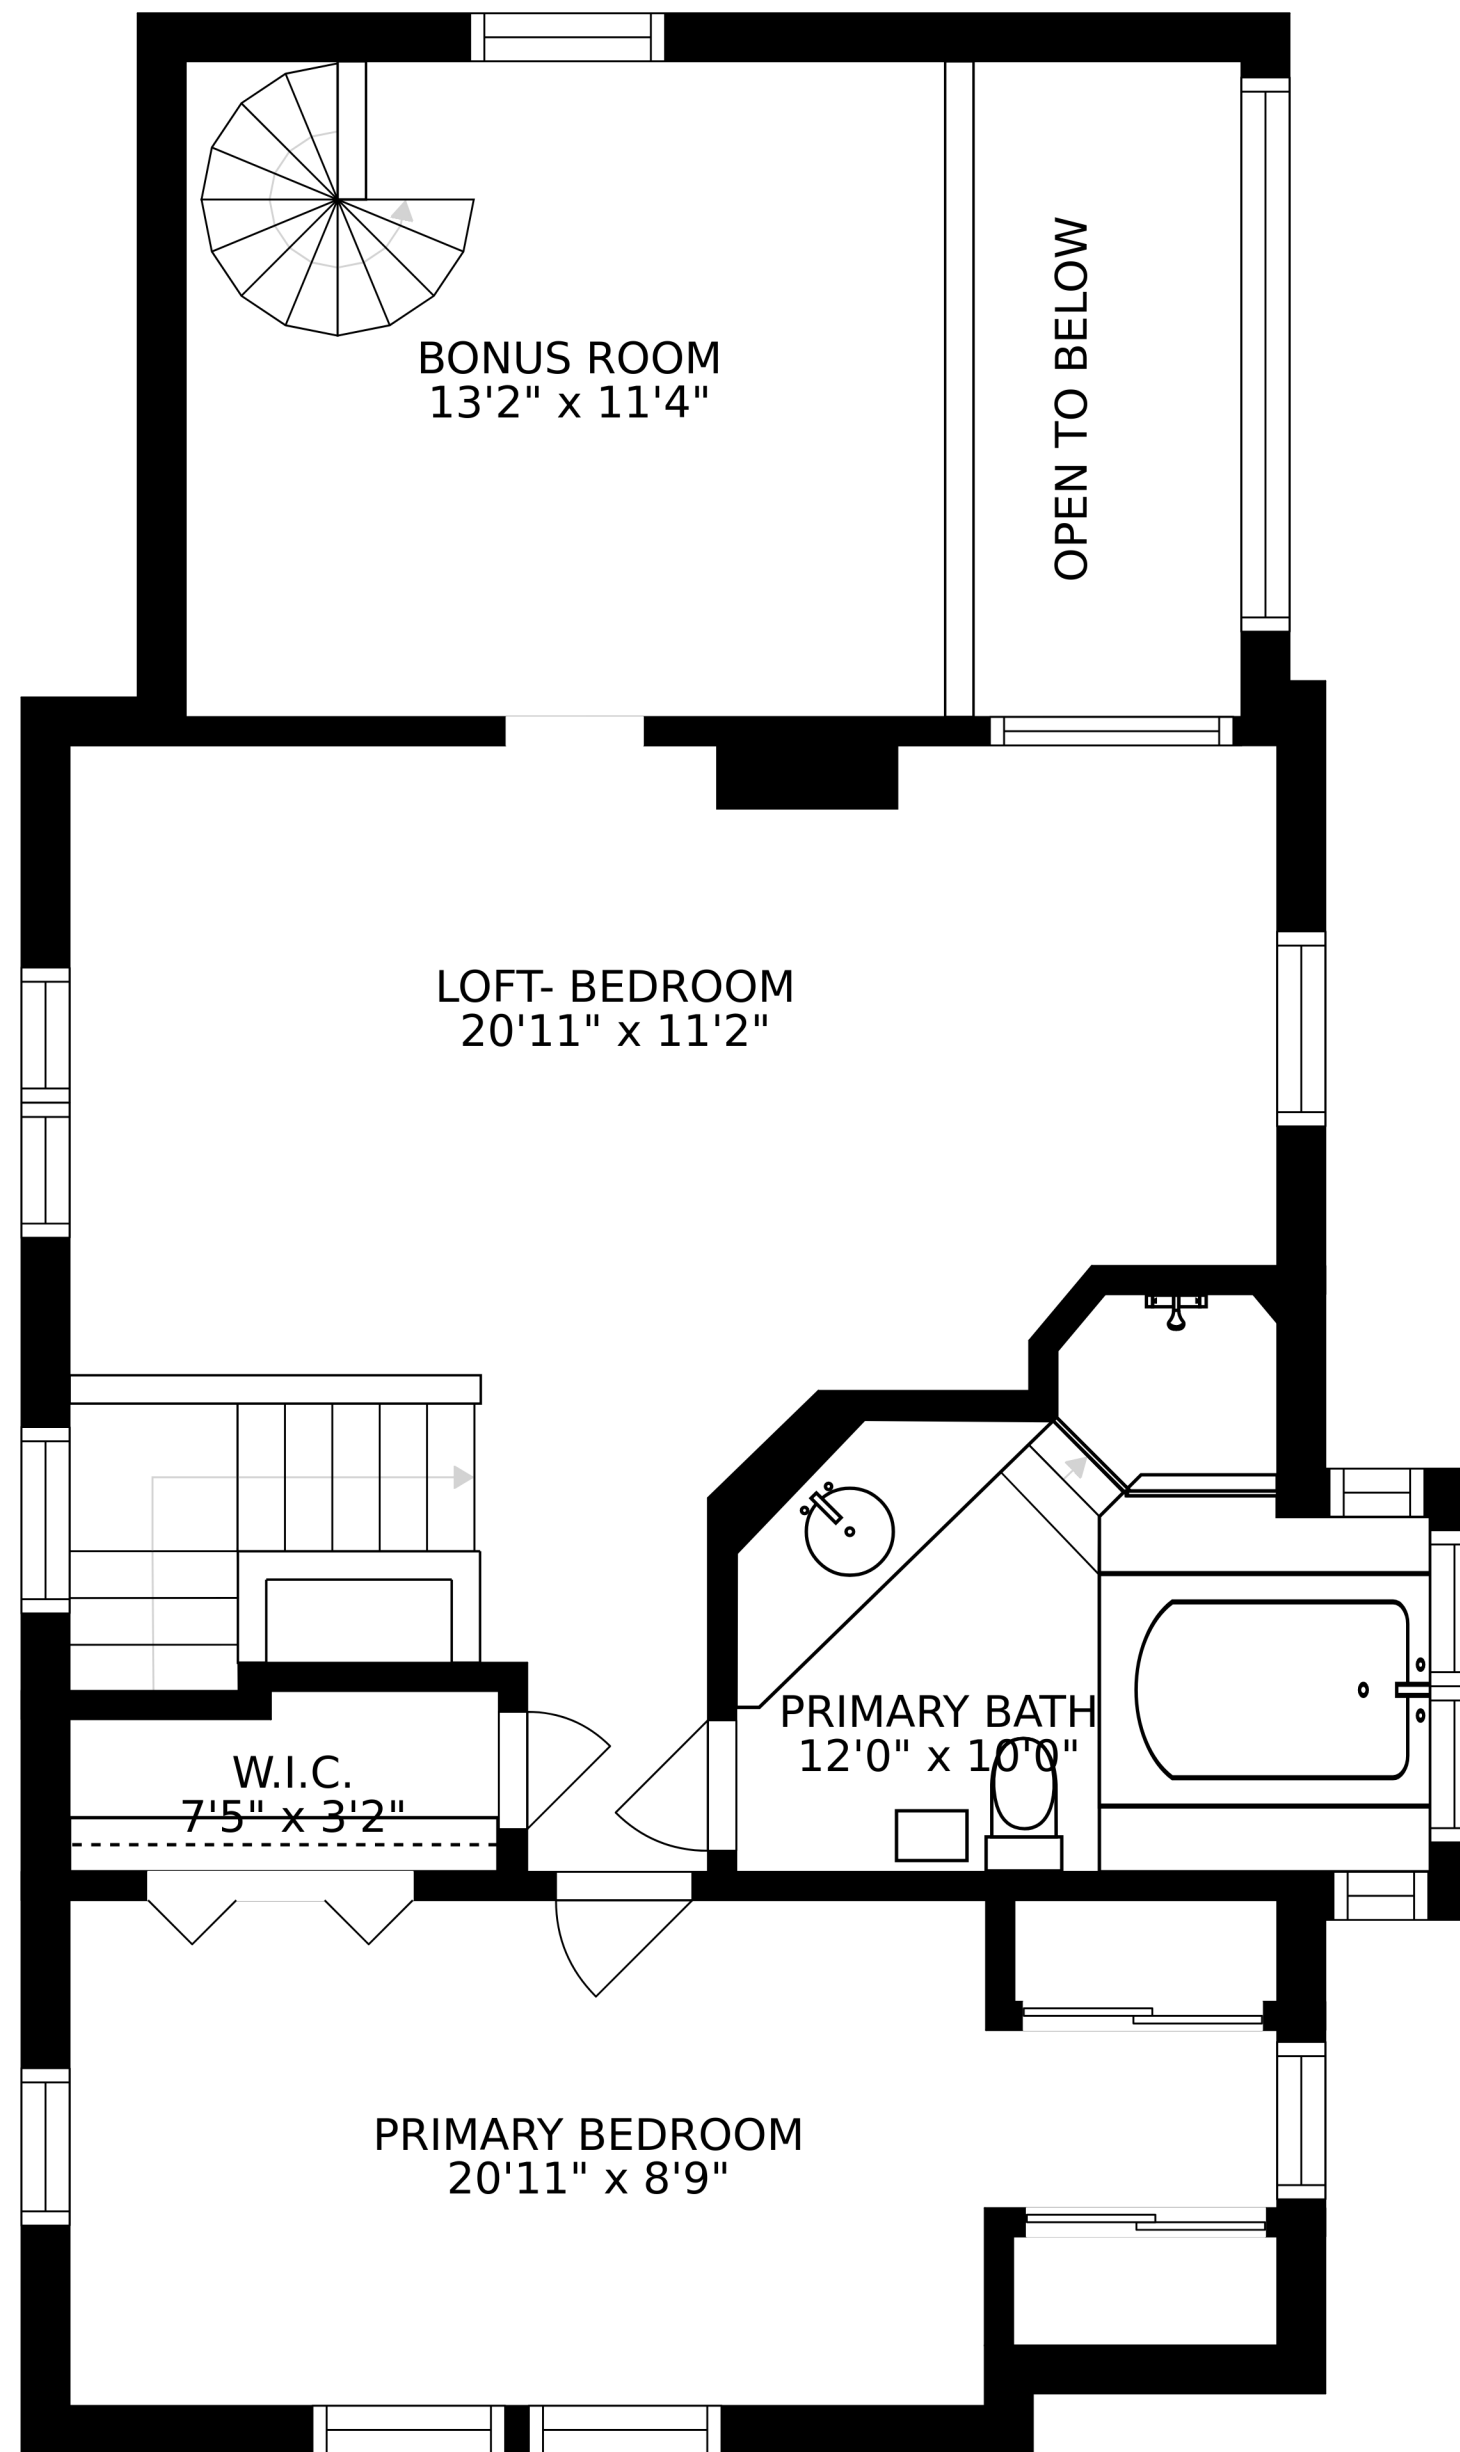 BONUS ROOM
13'2" x 11'4"
OPEN TO BELOW
LOFT- BEDROOM
20'11" x 11'2"
PRIMARY BATH
12'0" x 10'0"
W.I.C.
7'5" x 3'2"
PRIMARY BEDROOM
20'11" x 8'9"